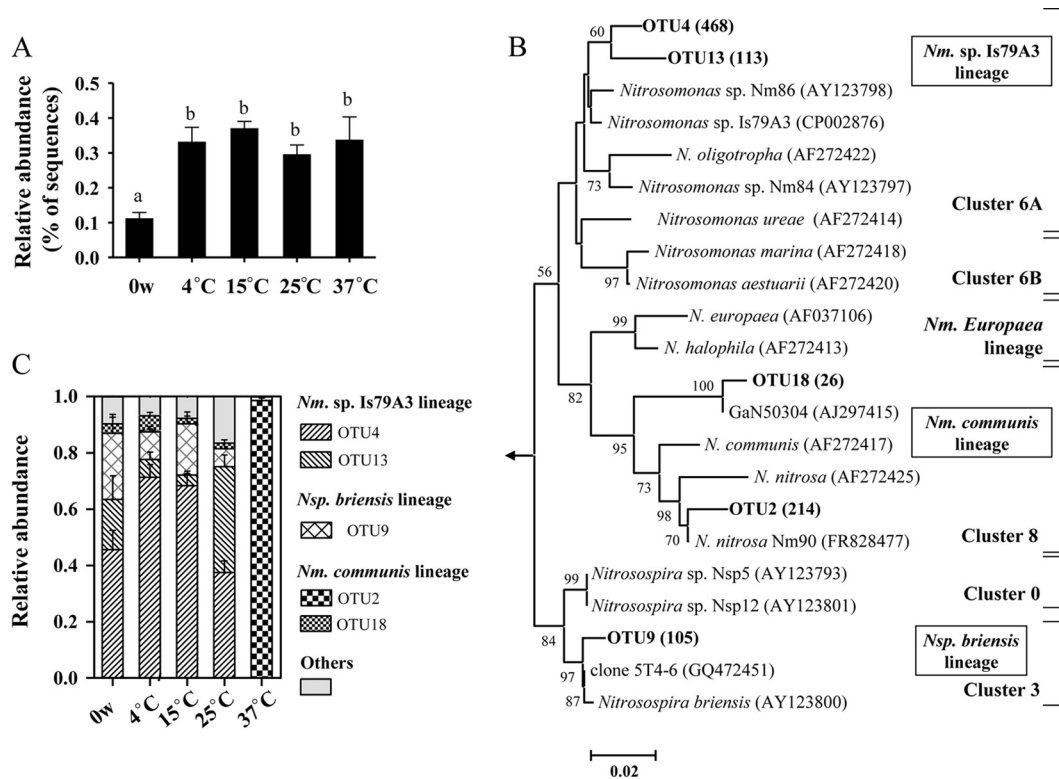 A
Relative abundance
(% of sequences)
0.5
0.4
0.3
0.2
0.1
0.0
a
b
b
b
b
0w
4°C
15°C
25°C
37°C
B
OTU4 (468)
60
OTU13 (113)
Nitrosomonas sp. Nm86 (AY123798)
Nitrosomonas sp. Is79A3 (CP002876)
N. oligotropha (AF272422)
73
Nitrosomonas sp. Nm84 (AY123797)
Nitrosomonas ureae (AF272414)
Nitrosomonas marina (AF272418)
97
Nitrosomonas aestuarii (AF272420)
56
N. europaea (AF037106)
99
N. halophila (AF272413)
82
OTU18 (26)
100
GaN50304 (AJ297415)
95
N. communis (AF272417)
73
N. nitrosa (AF272425)
98
OTU2 (214)
70
N. nitrosa Nm90 (FR828477)
Nitrosospira sp. Nsp5 (AY123793)
99
Nitrosospira sp. Nsp12 (AY123801)
84
OTU9 (105)
clone 5T4-6 (GQ472451)
97
87
Nitrosospira briensis (AY123800)
0.02
Nm. sp. Is79A3
lineage
Cluster 6A
Cluster 6B
Nm. Europaea
lineage
Nm. communis
lineage
Cluster 8
Cluster 0
Nsp. briensis
lineage
Cluster 3
C
Relative abundance
1.0
0.8
0.6
0.4
0.2
0.0
0w
4°C
15°C
25°C
37°C
Nm. sp. Is79A3 lineage
OTU4
OTU13
Nsp. briensis lineage
OTU9
Nm. communis lineage
OTU2
OTU18
Others